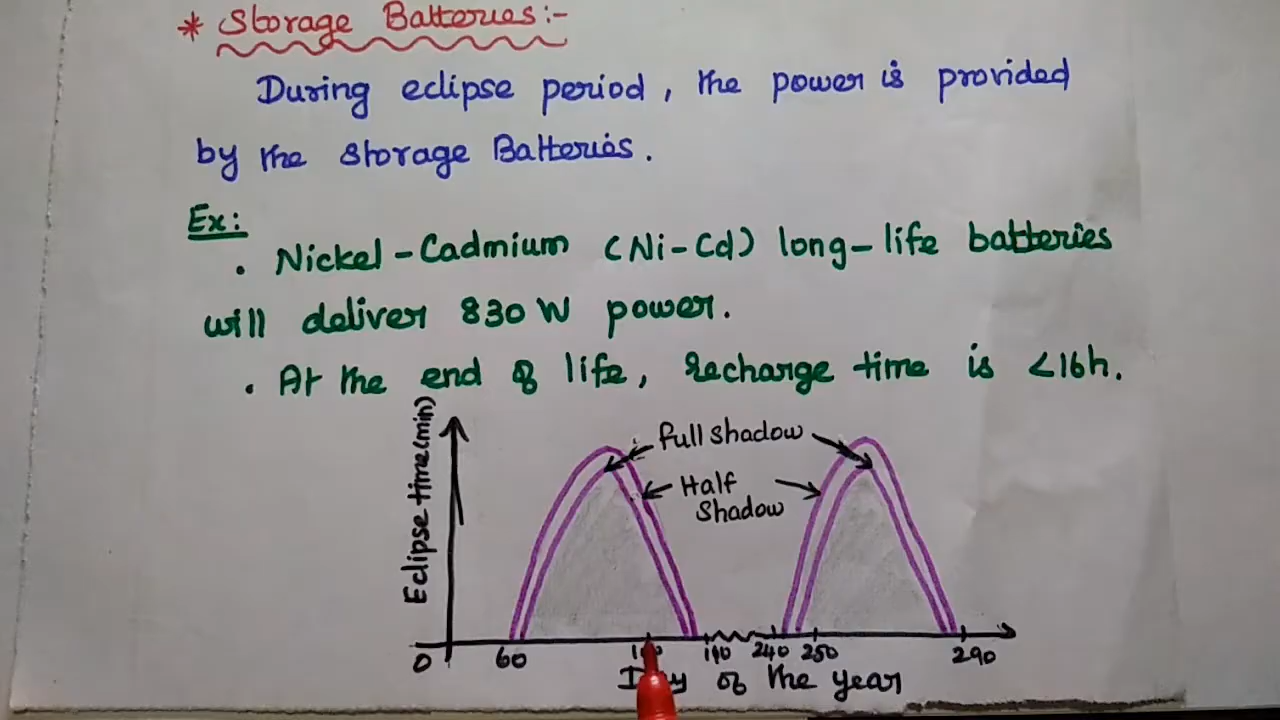 * Storage Batteries:-
During eclipse period, the power is provided
by the storage Batteries.
Ex:
. Nickel-Cadmium (Ni-Cd) long-life batteries
will deliver 830 W power.
. At the end of life, recharge time is <16h.
Eclipse time(min)
full shadow
Half
Shadow
0 60 240 250 290
of the year